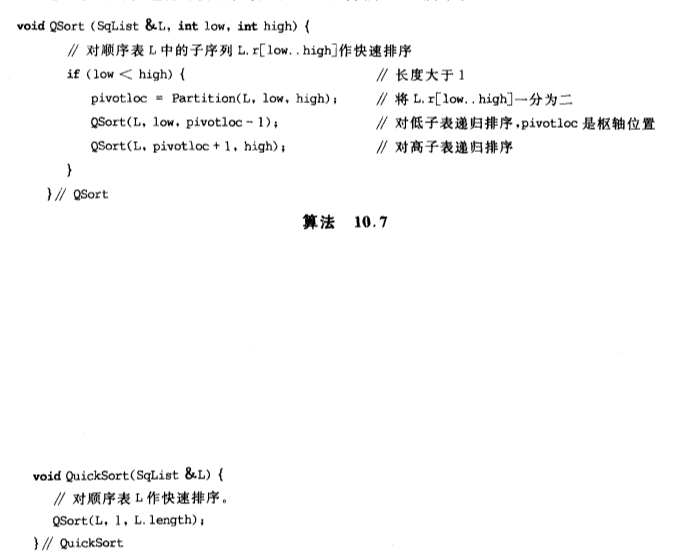 void QSort (SqList &L, int low, int high) {
// 对顺序表 L 中的子序列 L.r[low..high]作快速排序
if (low < high) { // 长度大于 1
pivotloc = Partition(L, low, high); // 将 L.r[low..high]一分为二
QSort(L, low, pivotloc - 1); // 对低子表递归排序,pivotloc 是枢轴位置
QSort(L, pivotloc + 1, high); // 对高子表递归排序
}
}// QSort
算法 10.7
void QuickSort(SqList &L) {
// 对顺序表 L 作快速排序。
QSort(L, 1, L.length);
}// QuickSort